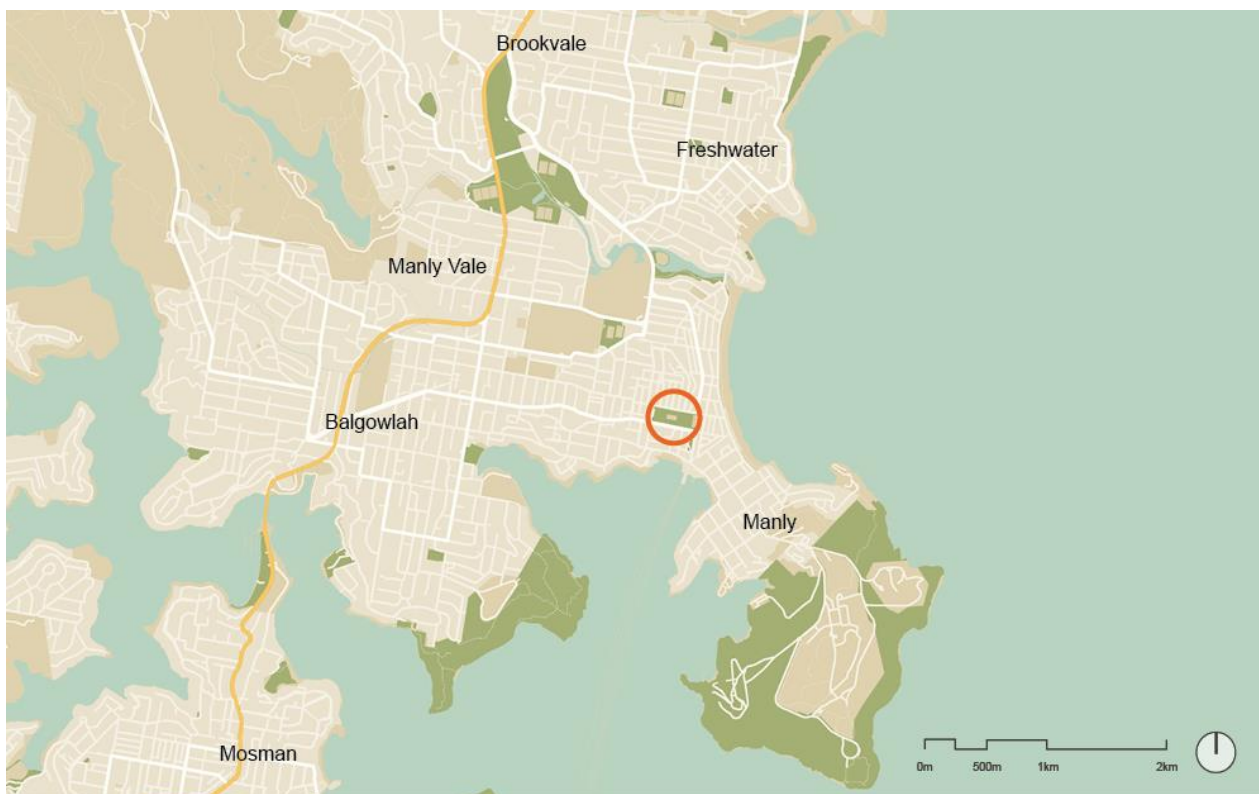 Brookvale
Freshwater
Manly Vale
Balgowlah
Manly
Mosman
0m 500m 1km 2km